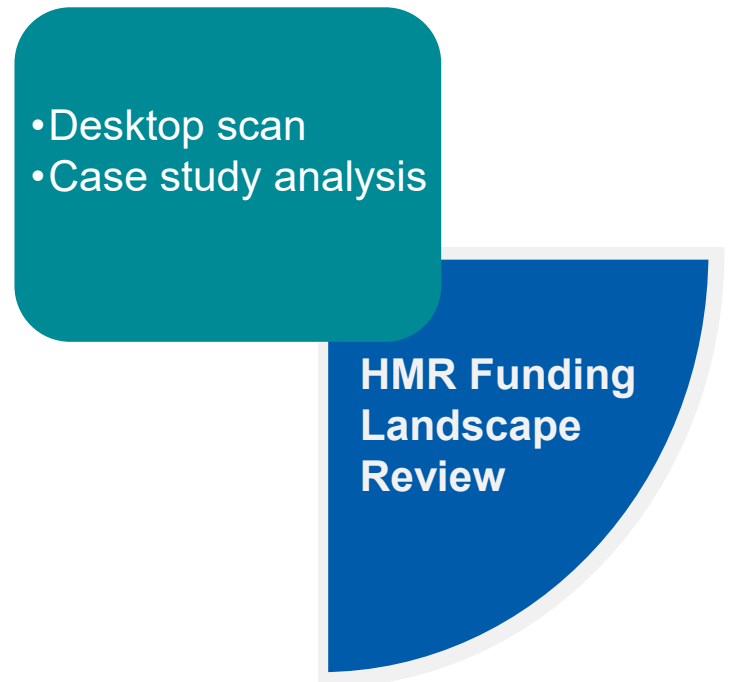 •Desktop scan
•Case study analysis
HMR Funding
Landscape
Review